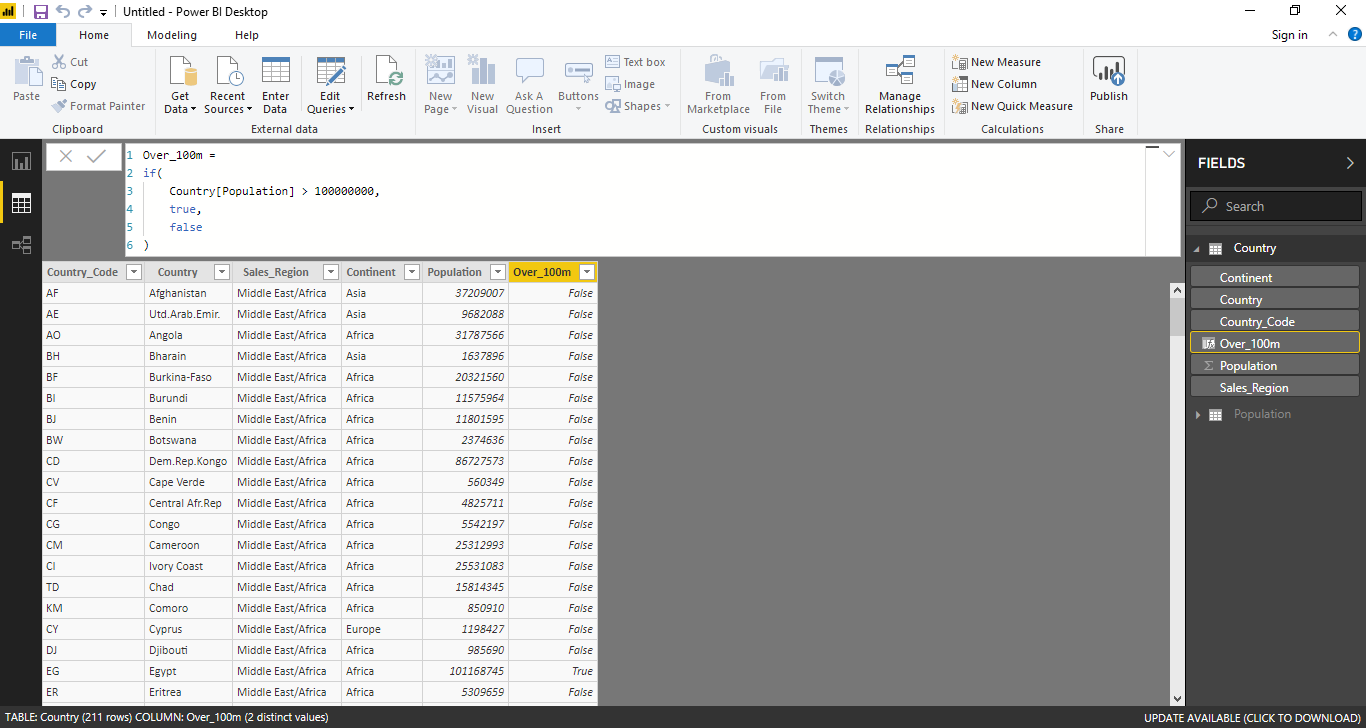 Untitled - Power BI Desktop
File Home Modeling Help Sign in
Paste Cut Copy Format Painter
Clipboard
Get Data Recent Sources Enter Data Edit Queries Refresh
External data
New Page New Visual Ask A Question Buttons Text box Image Shapes
Insert
From Marketplace From File
Custom visuals
Switch Theme
Themes
Manage Relationships
Relationships
New Measure New Column New Quick Measure
Calculations
Publish
Share
1 Over_100m =
2 if(
3 Country[Population] > 100000000,
4 true,
5 false
6 )
Country_Code Country Sales_Region Continent Population Over_100m
AF Afghanistan Middle East/Africa Asia 37209007 False
AE Utd.Arab.Emir. Middle East/Africa Asia 9682088 False
AO Angola Middle East/Africa Africa 31787566 False
BH Bharain Middle East/Africa Asia 1637896 False
BF Burkina-Faso Middle East/Africa Africa 20321560 False
BI Burundi Middle East/Africa Africa 11575964 False
BJ Benin Middle East/Africa Africa 11801595 False
BW Botswana Middle East/Africa Africa 2374636 False
CD Dem.Rep.Kongo Middle East/Africa Africa 86727573 False
CV Cape Verde Middle East/Africa Africa 560349 False
CF Central Afr.Rep Middle East/Africa Africa 4825711 False
CG Congo Middle East/Africa Africa 5542197 False
CM Cameroon Middle East/Africa Africa 25312993 False
CI Ivory Coast Middle East/Africa Africa 25531083 False
TD Chad Middle East/Africa Africa 15814345 False
KM Comoro Middle East/Africa Africa 850910 False
CY Cyprus Middle East/Africa Europe 1198427 False
DJ Djibouti Middle East/Africa Africa 985690 False
EG Egypt Middle East/Africa Africa 101168745 True
ER Eritrea Middle East/Africa Africa 5309659 False
FIELDS
Search
Country
Continent
Country
Country_Code
Over_100m
Population
Sales_Region
Population
TABLE: Country (211 rows) COLUMN: Over_100m (2 distinct values)
UPDATE AVAILABLE (CLICK TO DOWNLOAD)